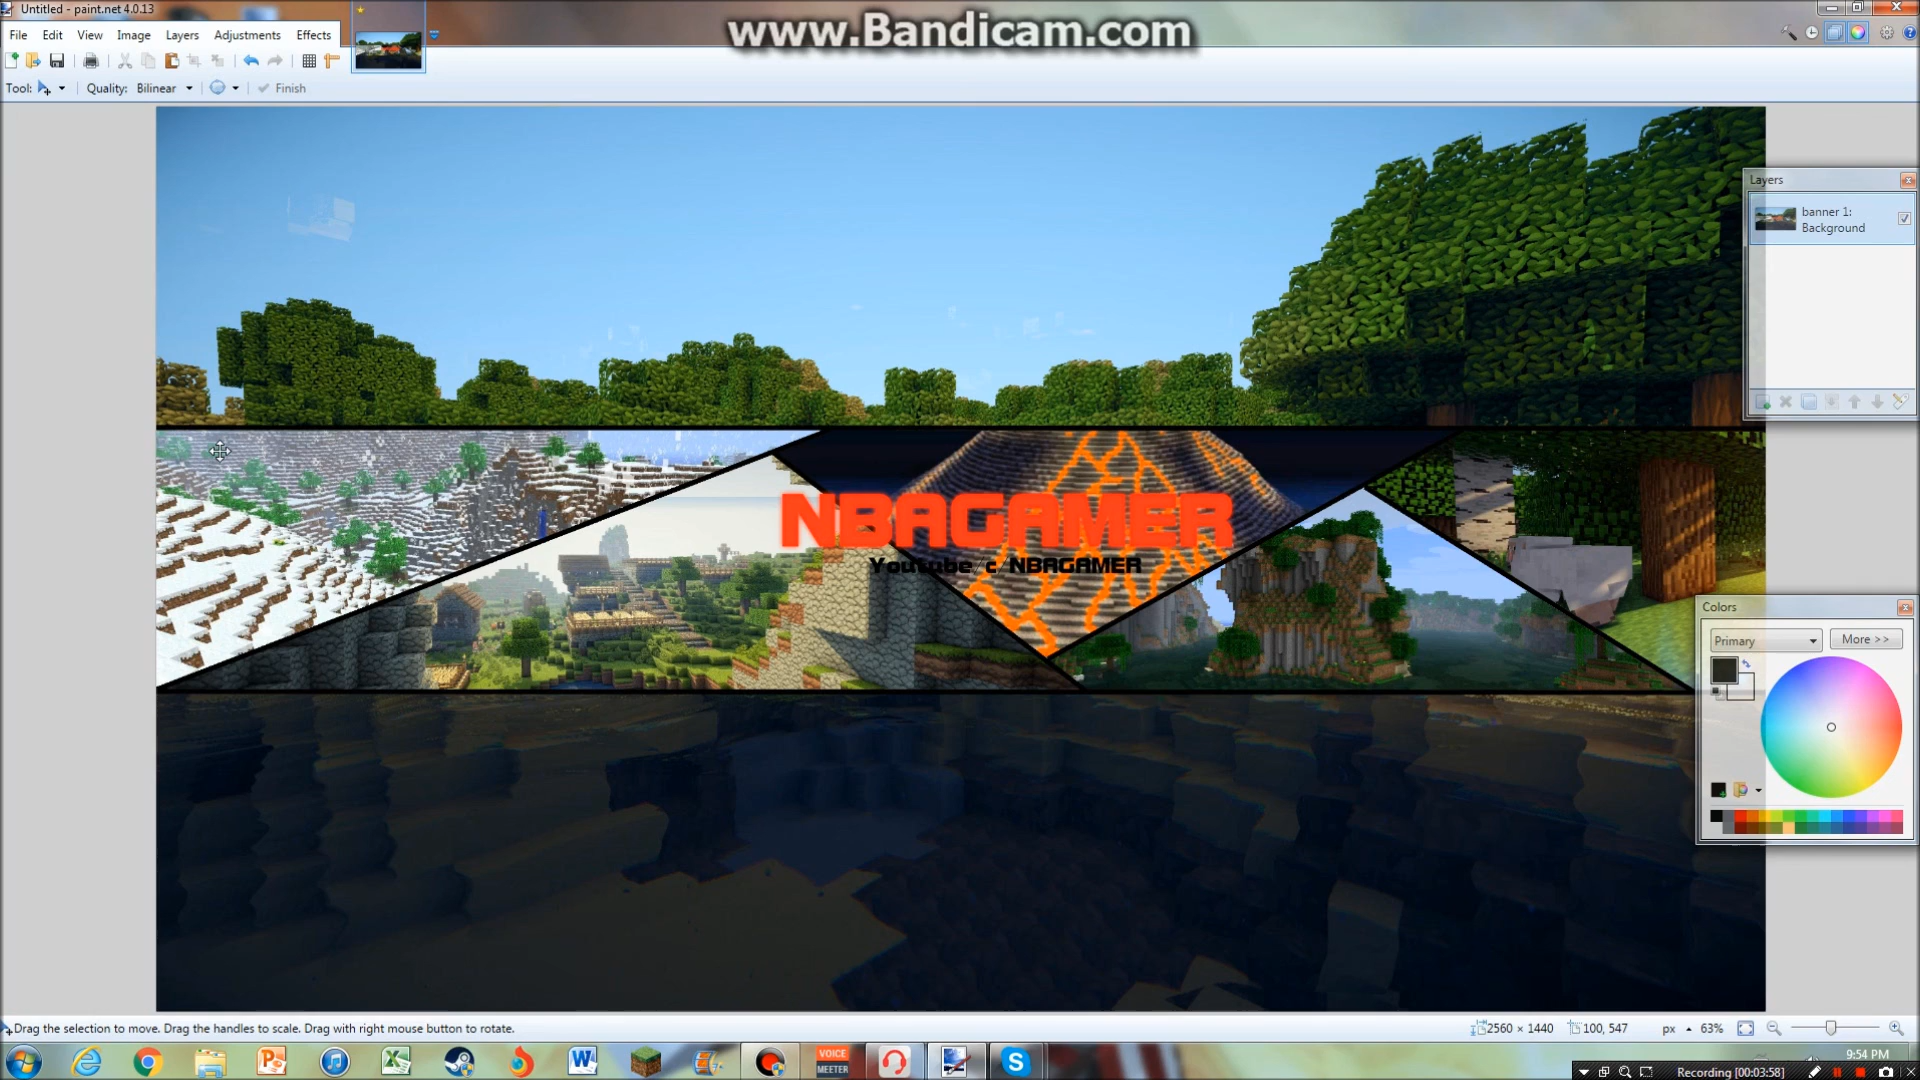 Untitled - paint.net 4.0.13
www.Bandicam.com
File Edit View Image Layers Adjustments Effects
Tool: Quality: Bilinear Finish
Layers
banner 1:
Background
NBAGAMER
Youtube/c/NBAGAMER
Colors
Primary More >>
Drag the selection to move. Drag the handles to scale. Drag with right mouse button to rotate.
2560 × 1440 100, 547 px 63%
VOICE
MEETER
9:54 PM
Recording [00:03:58]